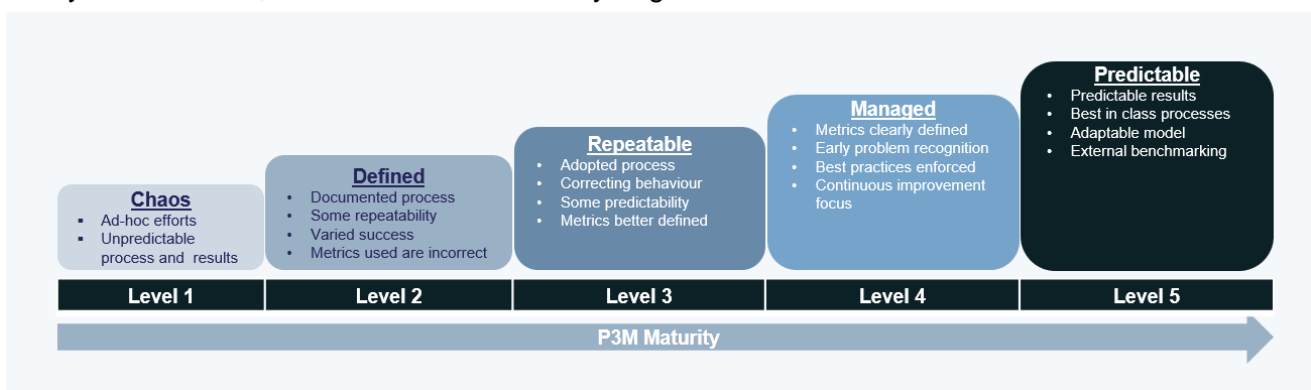 Chaos
▪ Ad-hoc efforts
▪ Unpredictable
process and results
Defined
• Documented process
• Some repeatability
• Varied success
• Metrics used are incorrect
Repeatable
• Adopted process
• Correcting behaviour
• Some predictability
• Metrics better defined
Managed
• Metrics clearly defined
• Early problem recognition
• Best practices enforced
• Continuous improvement
focus
Predictable
• Predictable results
• Best in class processes
• Adaptable model
• External benchmarking
Level 1
Level 2
Level 3
Level 4
Level 5
P3M Maturity